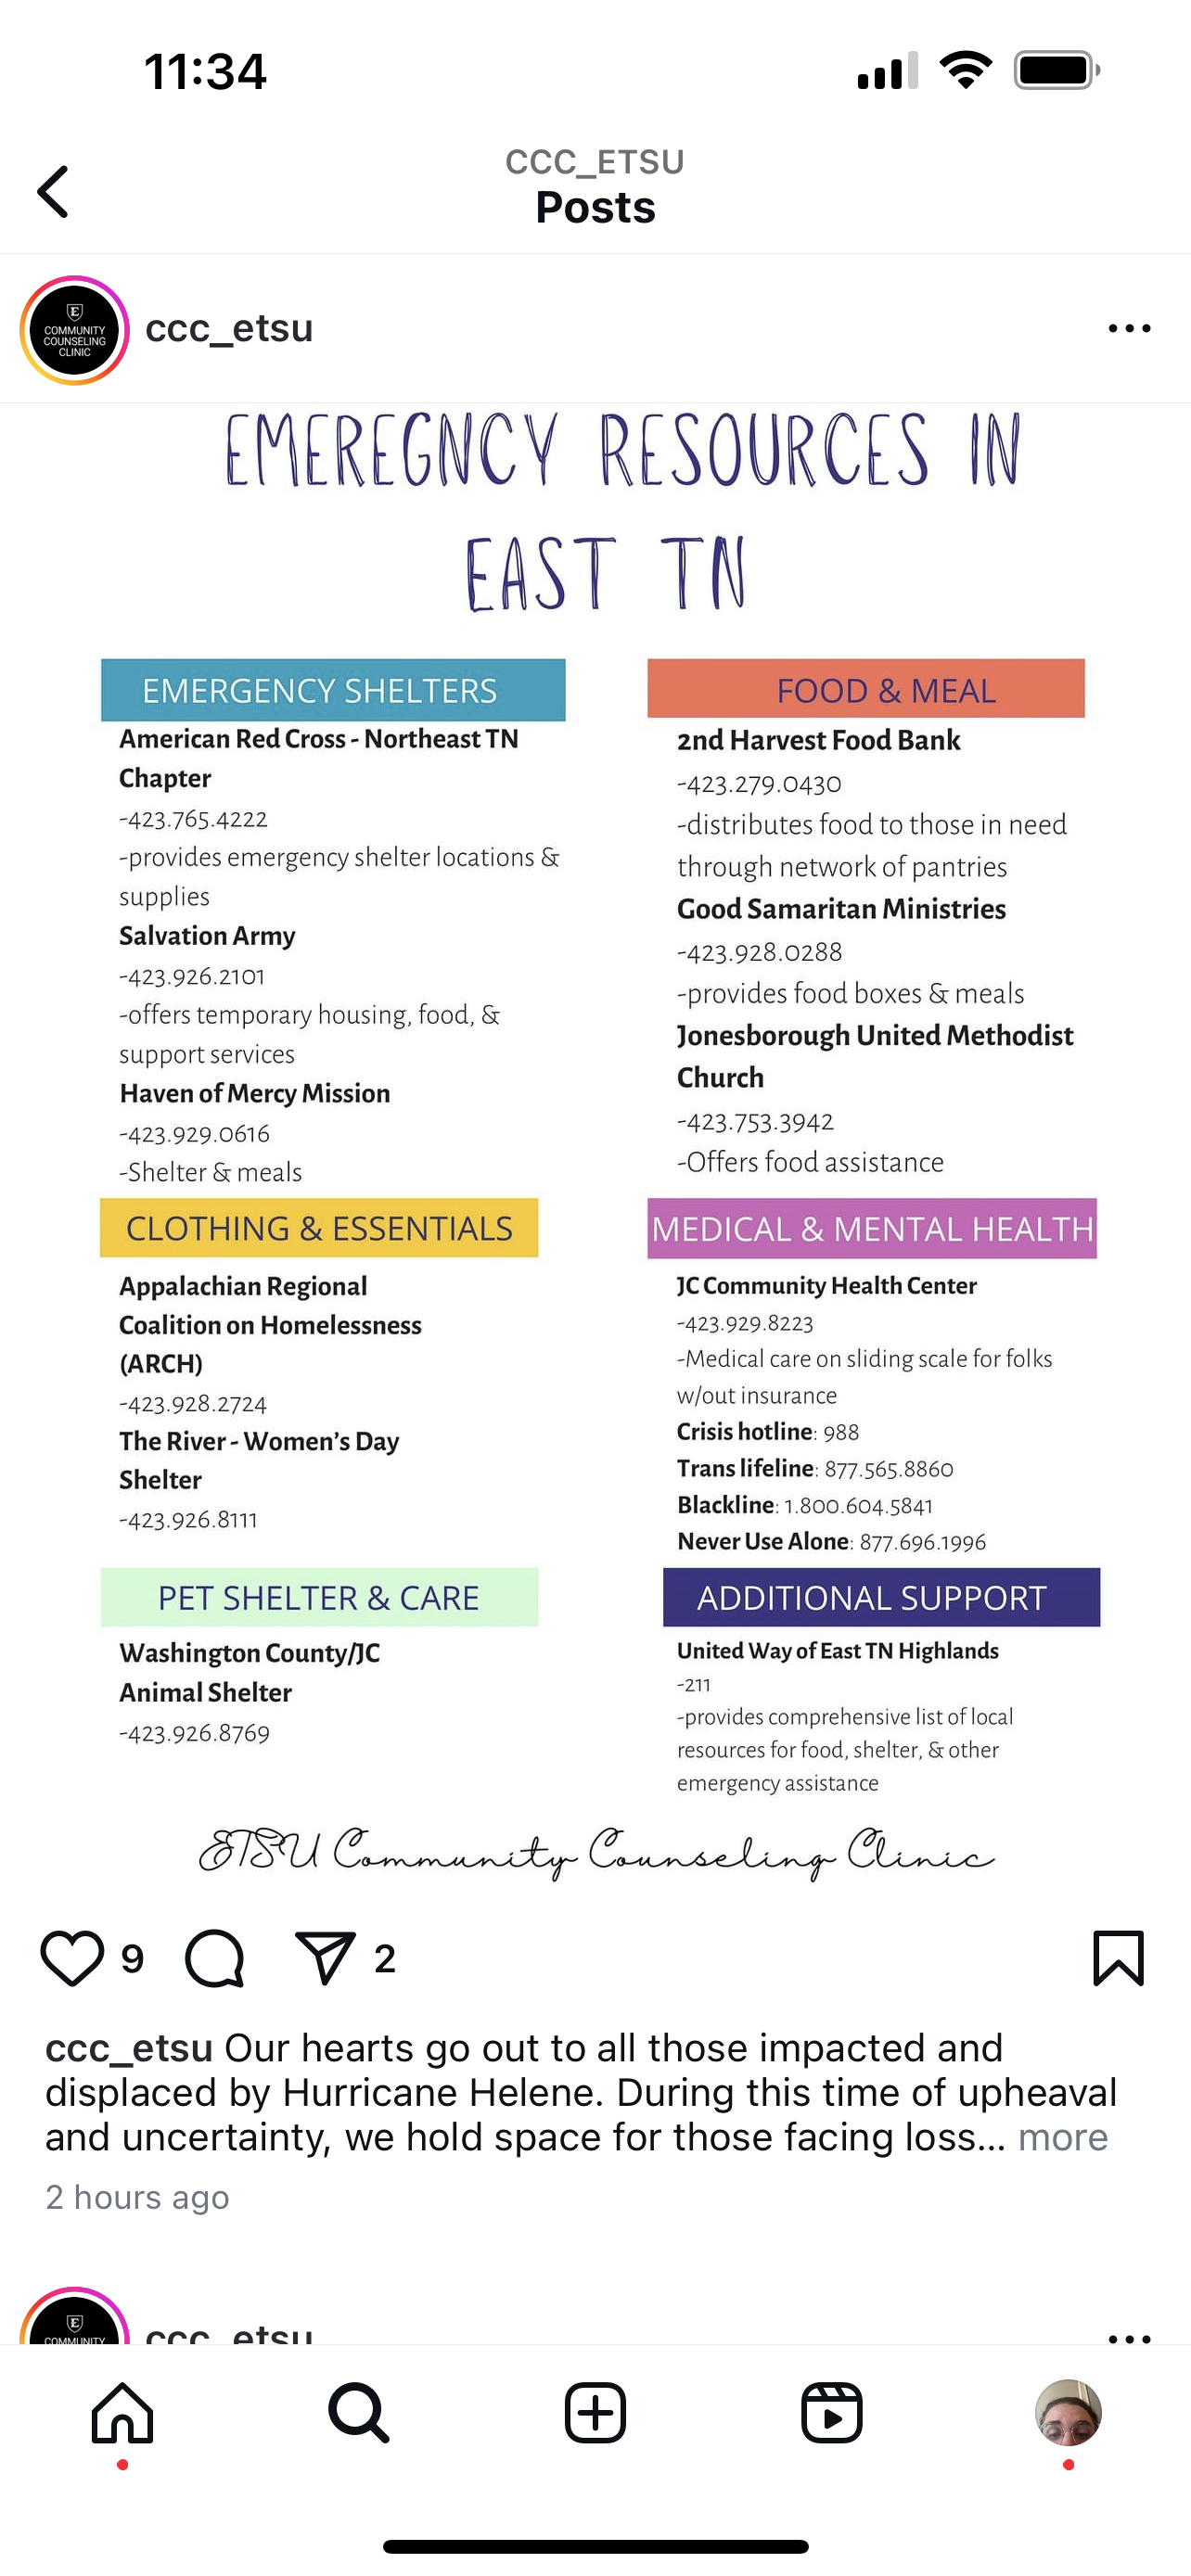 11:34
CCC_ETSU
Posts
E
COMMUNITY
COUNSELING
CLINIC
ccc_etsu
EMEREGNCY RESOURCES IN
EAST TN
EMERGENCY SHELTERS
American Red Cross - Northeast TN
Chapter
-423.765.4222
-provides emergency shelter locations &
supplies
Salvation Army
-423.926.2101
-offers temporary housing, food, &
support services
Haven of Mercy Mission
-423.929.0616
-Shelter & meals
FOOD & MEAL
2nd Harvest Food Bank
-423.279.0430
-distributes food to those in need
through network of pantries
Good Samaritan Ministries
-423.928.0288
-provides food boxes & meals
Jonesborough United Methodist
Church
-423.753.3942
-Offers food assistance
CLOTHING & ESSENTIALS
Appalachian Regional
Coalition on Homelessness
(ARCH)
-423.928.2724
The River - Women's Day
Shelter
-423.926.8111
MEDICAL & MENTAL HEALTH
JC Community Health Center
-423.929.8223
-Medical care on sliding scale for folks
w/out insurance
Crisis hotline: 988
Trans lifeline: 877.565.8860
Blackline: 1.800.604.5841
Never Use Alone: 877.696.1996
PET SHELTER & CARE
Washington County/JC
Animal Shelter
-423.926.8769
ADDITIONAL SUPPORT
United Way of East TN Highlands
-211
-provides comprehensive list of local
resources for food, shelter, & other
emergency assistance
ETSU Community Counseling Clinic
9
2
ccc_etsu Our hearts go out to all those impacted and
displaced by Hurricane Helene. During this time of upheaval
and uncertainty, we hold space for those facing loss... more
2 hours ago
E
COMMUNITY
ccc_etsu